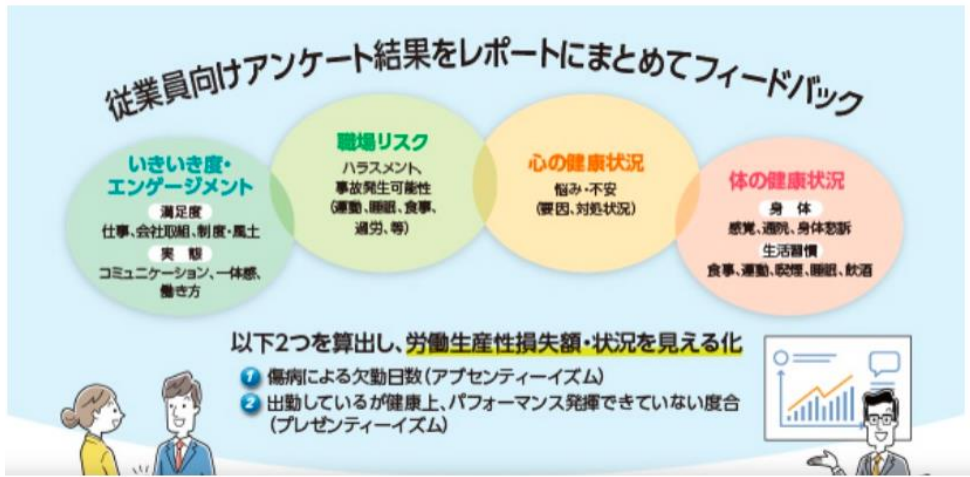 従業員向けアンケート結果をレポートにまとめてフィードバック
いきいき度・
エンゲージメント
満足度
仕事、会社取組、制度・風土
実態
コミュニケーション、一体感、
働き方
職場リスク
ハラスメント、
事故発生可能性
(運動、睡眠、食事、
過労、等)
心の健康状況
悩み・不安
(要因、対処状況)
体の健康状況
身体
感覚、通院、身体愁訴
生活習慣
食事、運動、喫煙、睡眠、飲酒
以下2つを算出し、労働生産性損失額・状況を見える化
1 傷病による欠勤日数(アブセンティーイズム)
2 出勤しているが健康上、パフォーマンス発揮できていない度合
(プレゼンティーイズム)